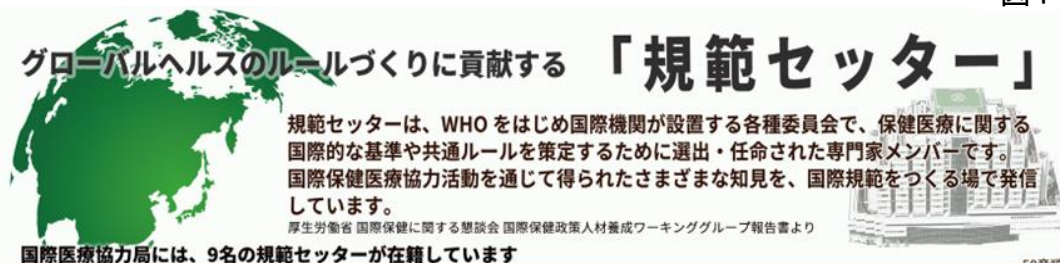 グローバルヘルスのルールづくりに貢献する 「規範セッター」
規範セッターは、WHO をはじめ国際機関が設置する各種委員会で、保健医療に関する
国際的な基準や共通ルールを策定するために選出・任命された専門家メンバーです。
国際保健医療協力活動を通じて得られたさまざまな知見を、国際規範をつくる場で発信
しています。
厚生労働省 国際保健に関する懇談会 国際保健政策人材養成ワーキンググループ報告書より
国際医療協力局には、9名の規範セッターが在籍しています